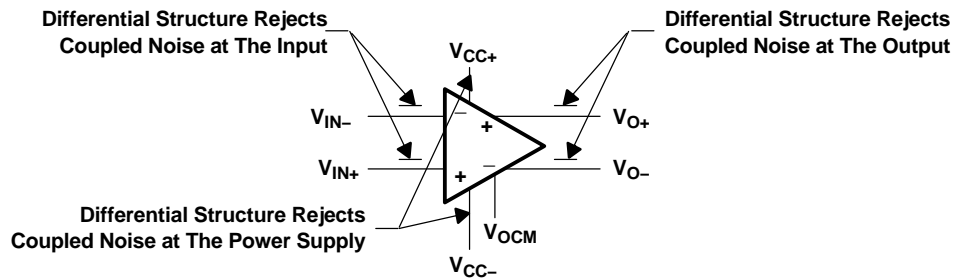 Differential Structure Rejects
Coupled Noise at The Input
Differential Structure Rejects
Coupled Noise at The Output
VCC+
VIN−
−
+
VO+
VIN+
+
−
VO−
Differential Structure Rejects
Coupled Noise at The Power Supply
VOCM
VCC−